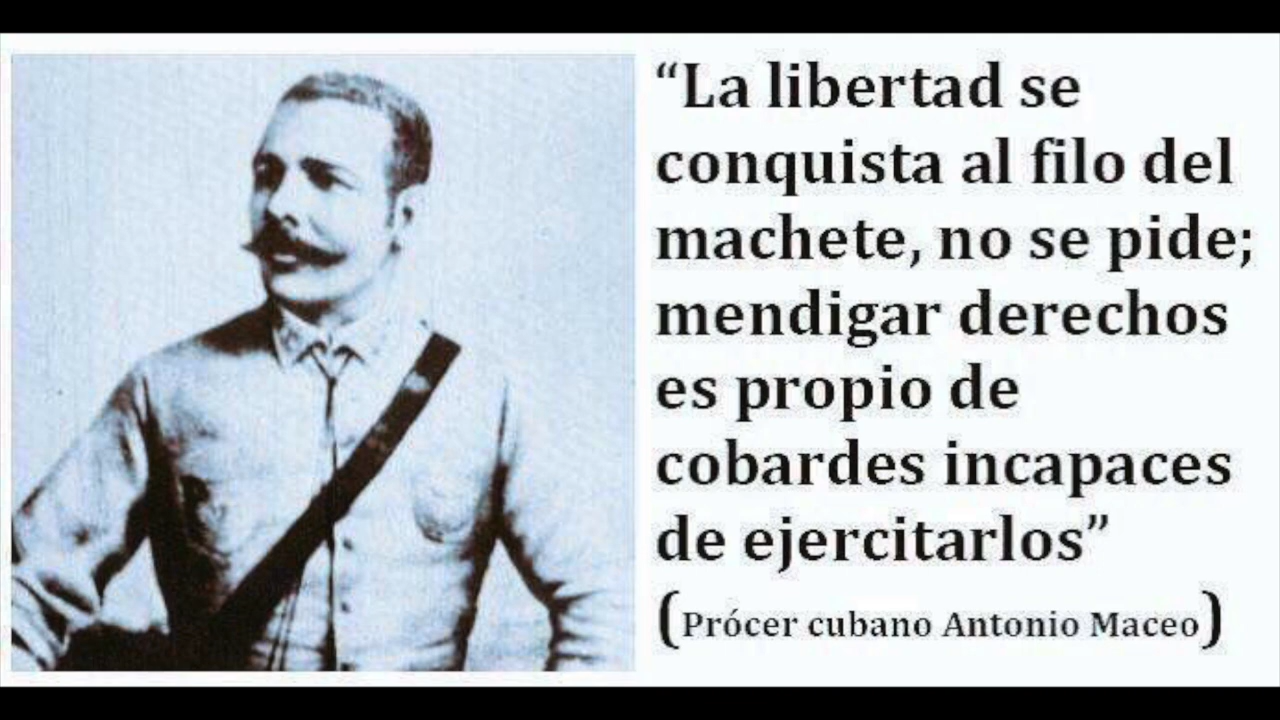 “La libertad se
conquista al filo del
machete, no se pide;
mendigar derechos
es propio de
cobardes incapaces
de ejercitarlos”
(Prócer cubano Antonio Maceo)